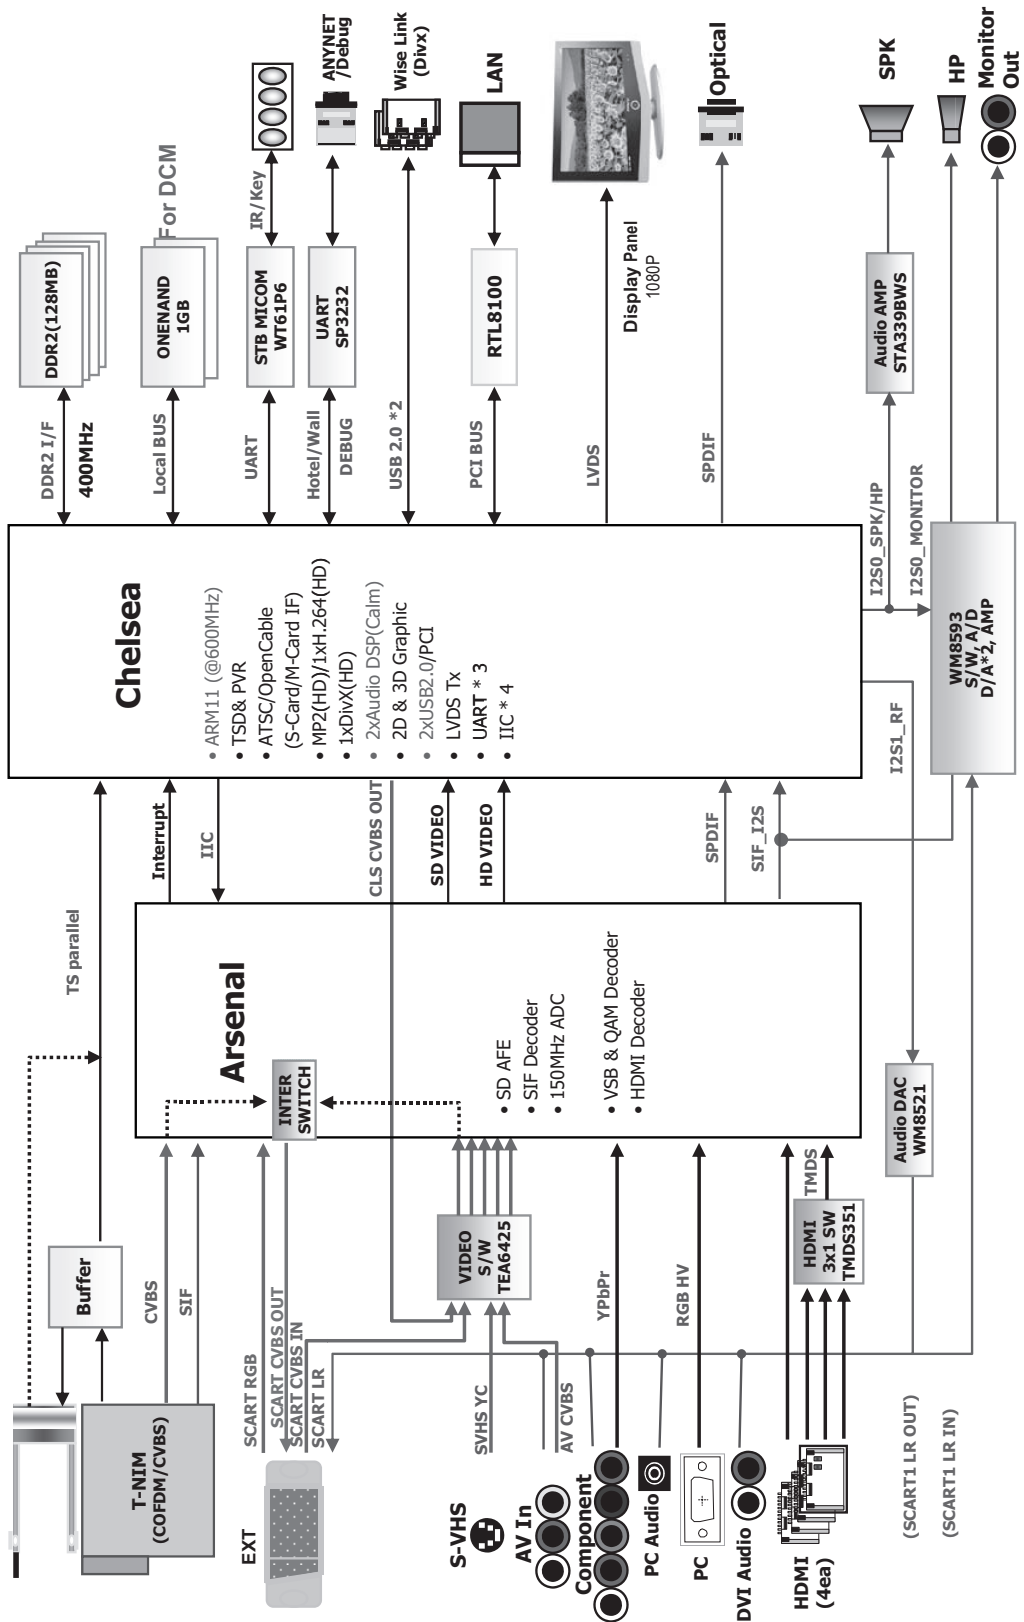 T-NIM
(COFDM/CVBS)
Buffer
TS parallel
CVBS
SIF
EXT
SCART RGB
SCART CVBS OUT
SCART CVBS IN
SCART LR
S-VHS
SVHS YC
AV In
AV CVBS
Component
YPbPr
PC Audio
PC
RGB HV
DVI Audio
HDMI
(4ea)
(SCART1 LR OUT)
(SCART1 LR IN)
VIDEO
S/W
TEA6425
HDMI
3x1 SW
TMDS351
TMDS
Audio DAC
WM8521
Arsenal
INTER
SWITCH
• SD AFE
• SIF Decoder
• 150MHz ADC
• VSB & QAM Decoder
• HDMI Decoder
Interrupt
IIC
CLS CVBS OUT
SD VIDEO
HD VIDEO
SPDIF
SIF_I2S
I2S1_RF
Chelsea
• ARM11 (@600MHz)
• TSD& PVR
• ATSC/OpenCable
(S-Card/M-Card IF)
• MP2(HD)/1xH.264(HD)
• 1xDivX(HD)
• 2xAudio DSP(Calm)
• 2D & 3D Graphic
• 2xUSB2.0/PCI
• LVDS Tx
• UART * 3
• IIC * 4
WM8593
S/W, A/D
D/A*2, AMP
I2S0_SPK/HP
I2S0_MONITOR
DDR2 I/F
400MHz
DDR2(128MB)
Local BUS
ONENAND
1GB
For DCM
UART
STB MICOM
WT61P6
IR/Key
Hotel/Wall
DEBUG
UART
SP3232
ANYNET
/Debug
USB 2.0 *2
Wise Link
(Divx)
PCI BUS
RTL8100
LAN
LVDS
Display Panel
1080P
SPDIF
Optical
Audio AMP
STA339BWS
SPK
HP
Monitor
Out